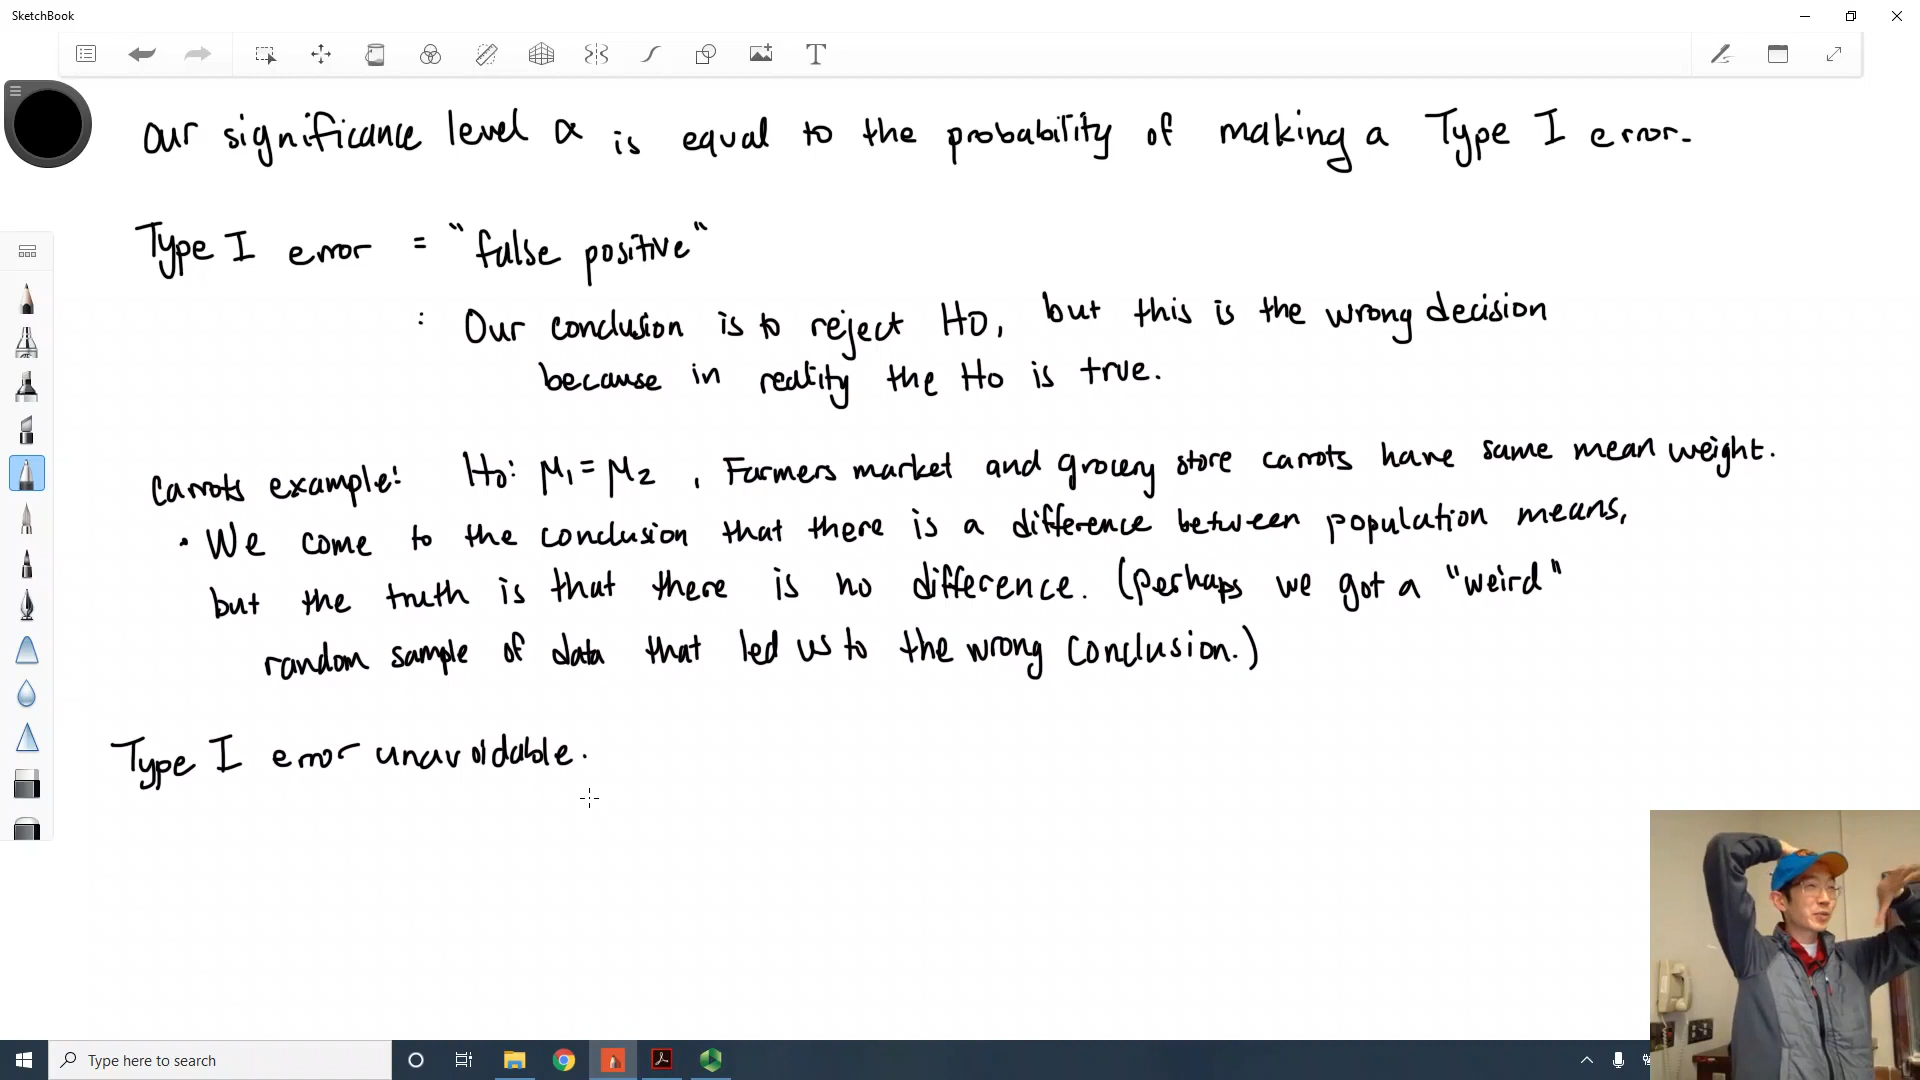 SketchBook
T
Our significance level α is equal to the probability of making a Type I error.
Type I error = "false positive"
: Our conclusion is to reject H0, but this is the wrong decision
because in reality the H0 is true.
Carrots example: H0: μ1 = μ2 , Farmers market and grocery store carrots have same mean weight.
• We come to the conclusion that there is a difference between population means,
but the truth is that there is no difference. (Perhaps we got a "weird"
random sample of data that led us to the wrong conclusion.)
Type I error unavoidable.
Type here to search